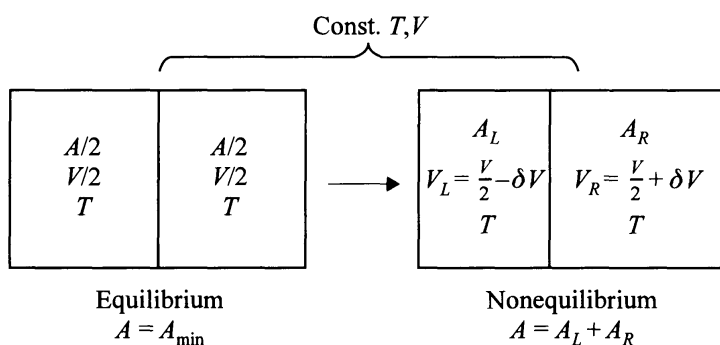 Const. T,V
A/2
V/2
T
A/2
V/2
T
A_L
V_L = V/2 − δV
T
A_R
V_R = V/2 + δV
T
Equilibrium
A = A_min
Nonequilibrium
A = A_L + A_R